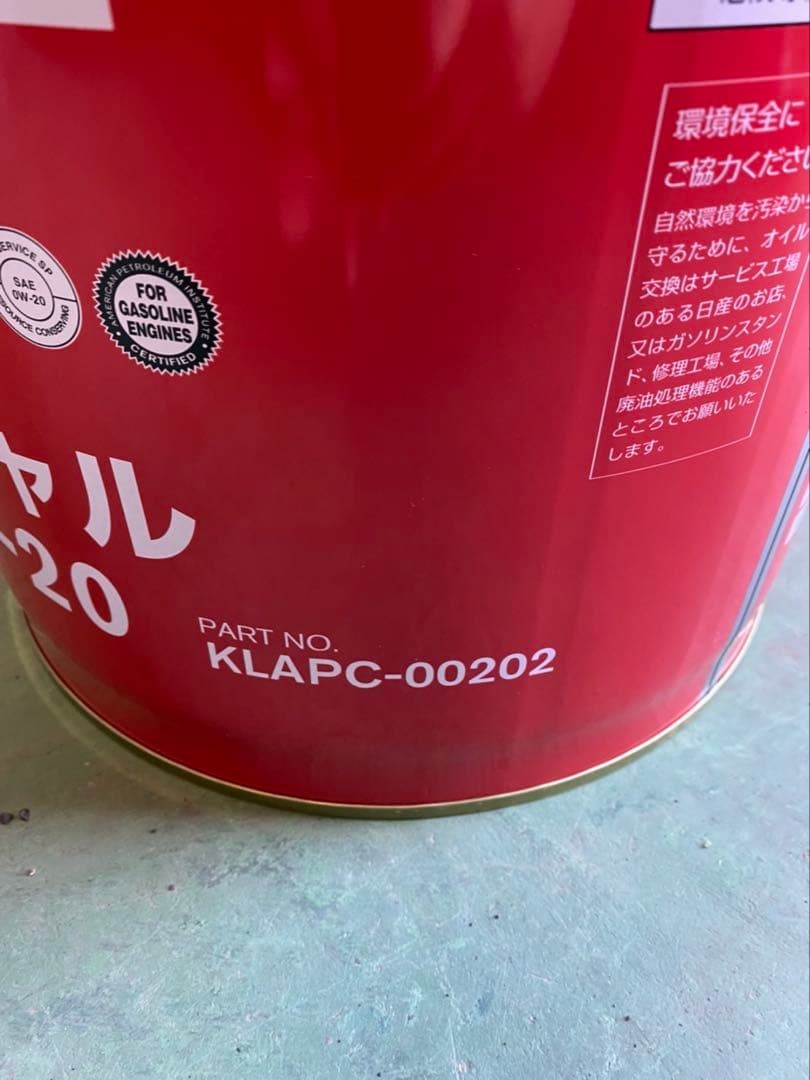 SERVICE SP
SAE
0W-20
RESOURCE CONSERVING
AMERICAN PETROLEUM INSTITUTE
FOR
GASOLINE
ENGINES
CERTIFIED
ャル
-20
PART NO.
KLAPC-00202
環境保全に
ご協力ください
自然環境を汚染から
守るために、オイル
交換はサービス工場
のある日産のお店、
又はガソリンスタン
ド、修理工場、その他
廃油処理機能のある
ところでお願いいた
します。